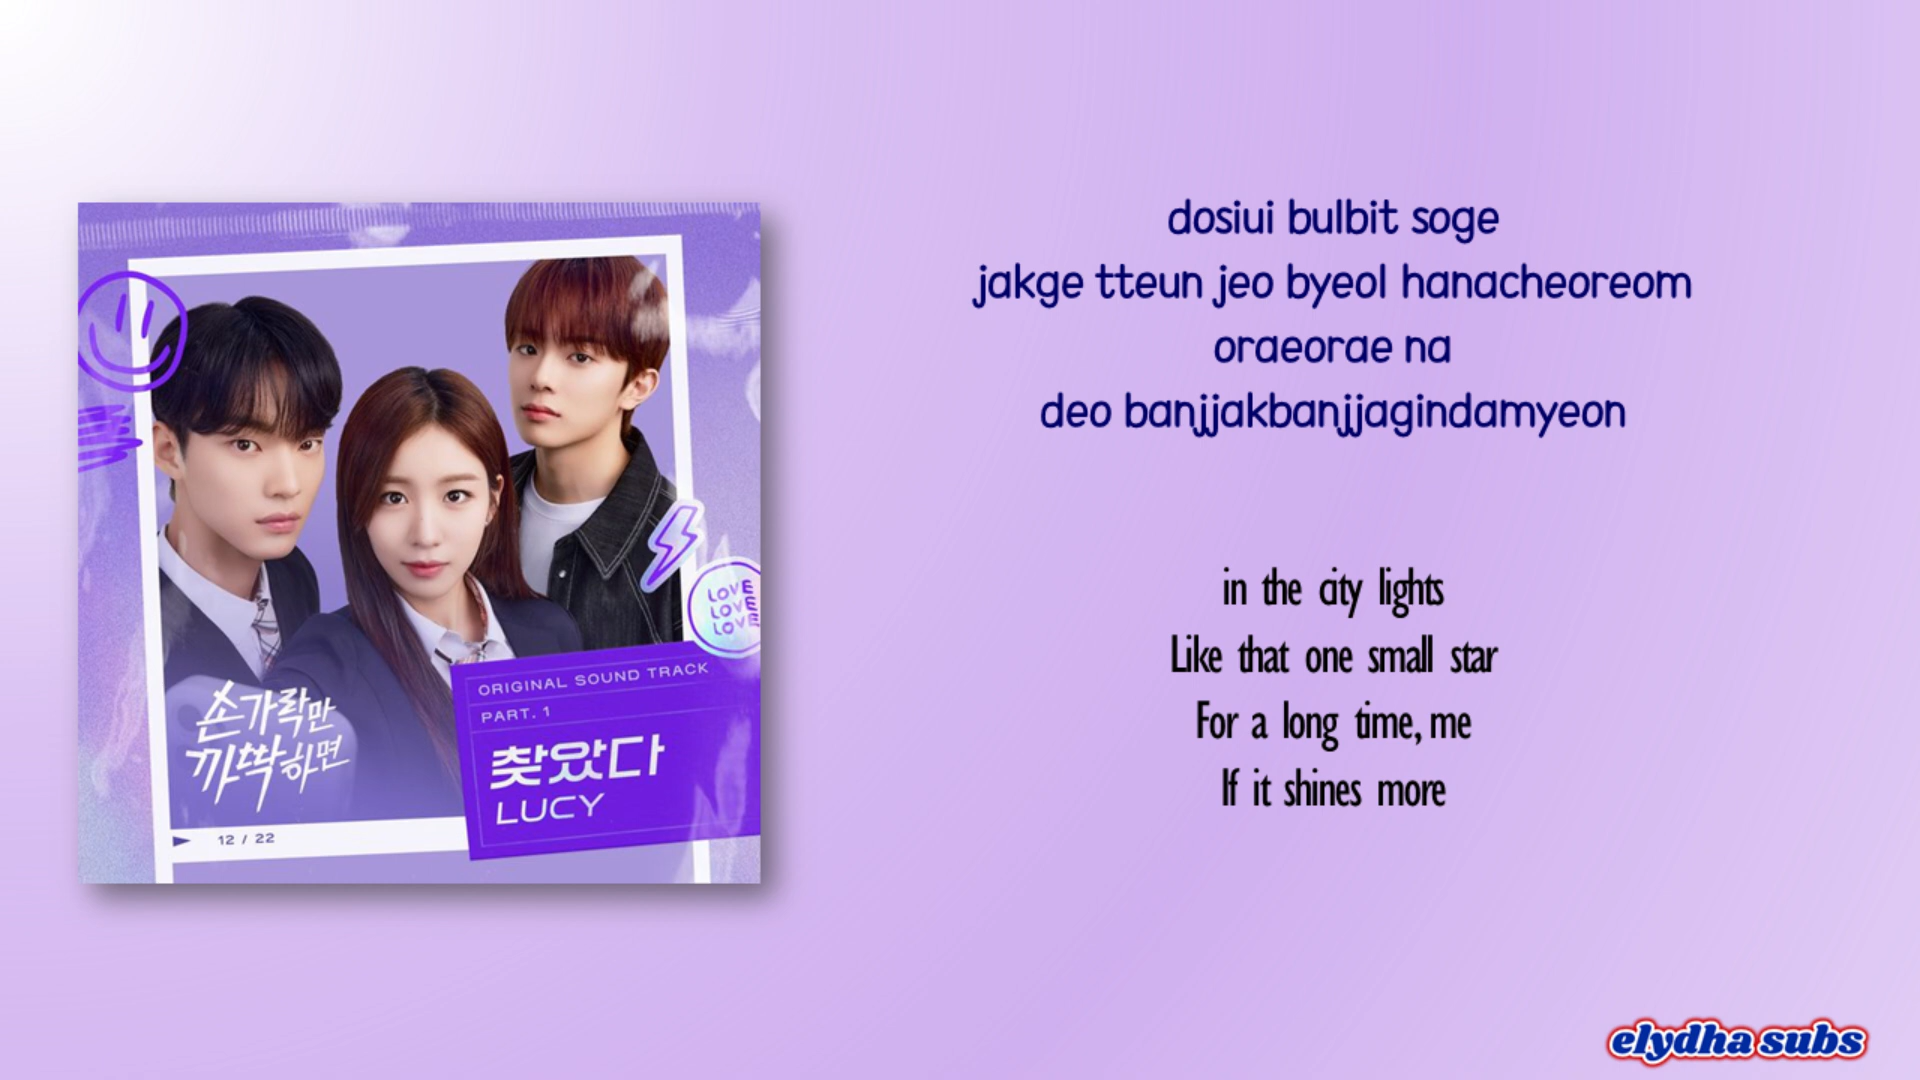 손가락만
까딱하면
12 / 22
LOVE
LOVE
LOVE
ORIGINAL SOUND TRACK
PART. 1
찾았다
LUCY
dosiui bulbit soge
jakge tteun jeo byeol hanacheoreom
oraeorae na
deo banjjakbanjjagindamyeon
in the city lights
Like that one small star
For a long time, me
If it shines more
elydha subs